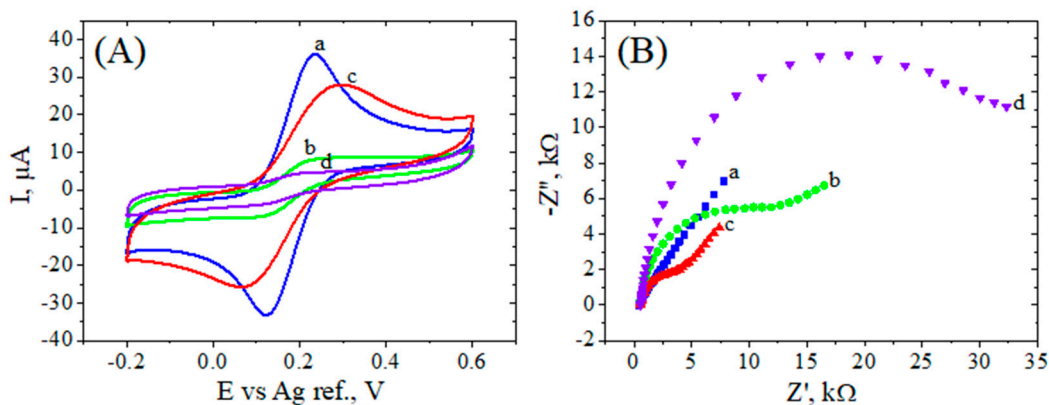 (A)
I, µA
40
30
20
10
0
-10
-20
-30
-40
a
c
b
d
-0.2 0.0 0.2 0.4 0.6
E vs Ag ref., V
(B)
-Z", kΩ
16
14
12
10
8
6
4
2
0
-2
d
a
b
c
0 5 10 15 20 25 30 35
Z', kΩ